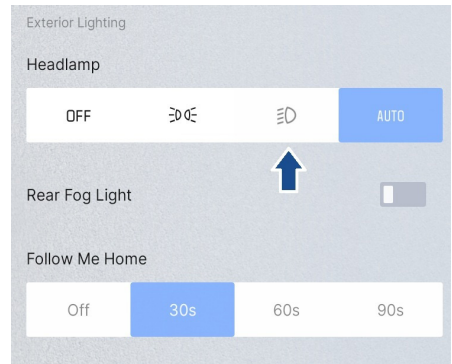 Exterior Lighting
Headlamp
OFF AUTO
Rear Fog Light
Follow Me Home
Off 30s 60s 90s